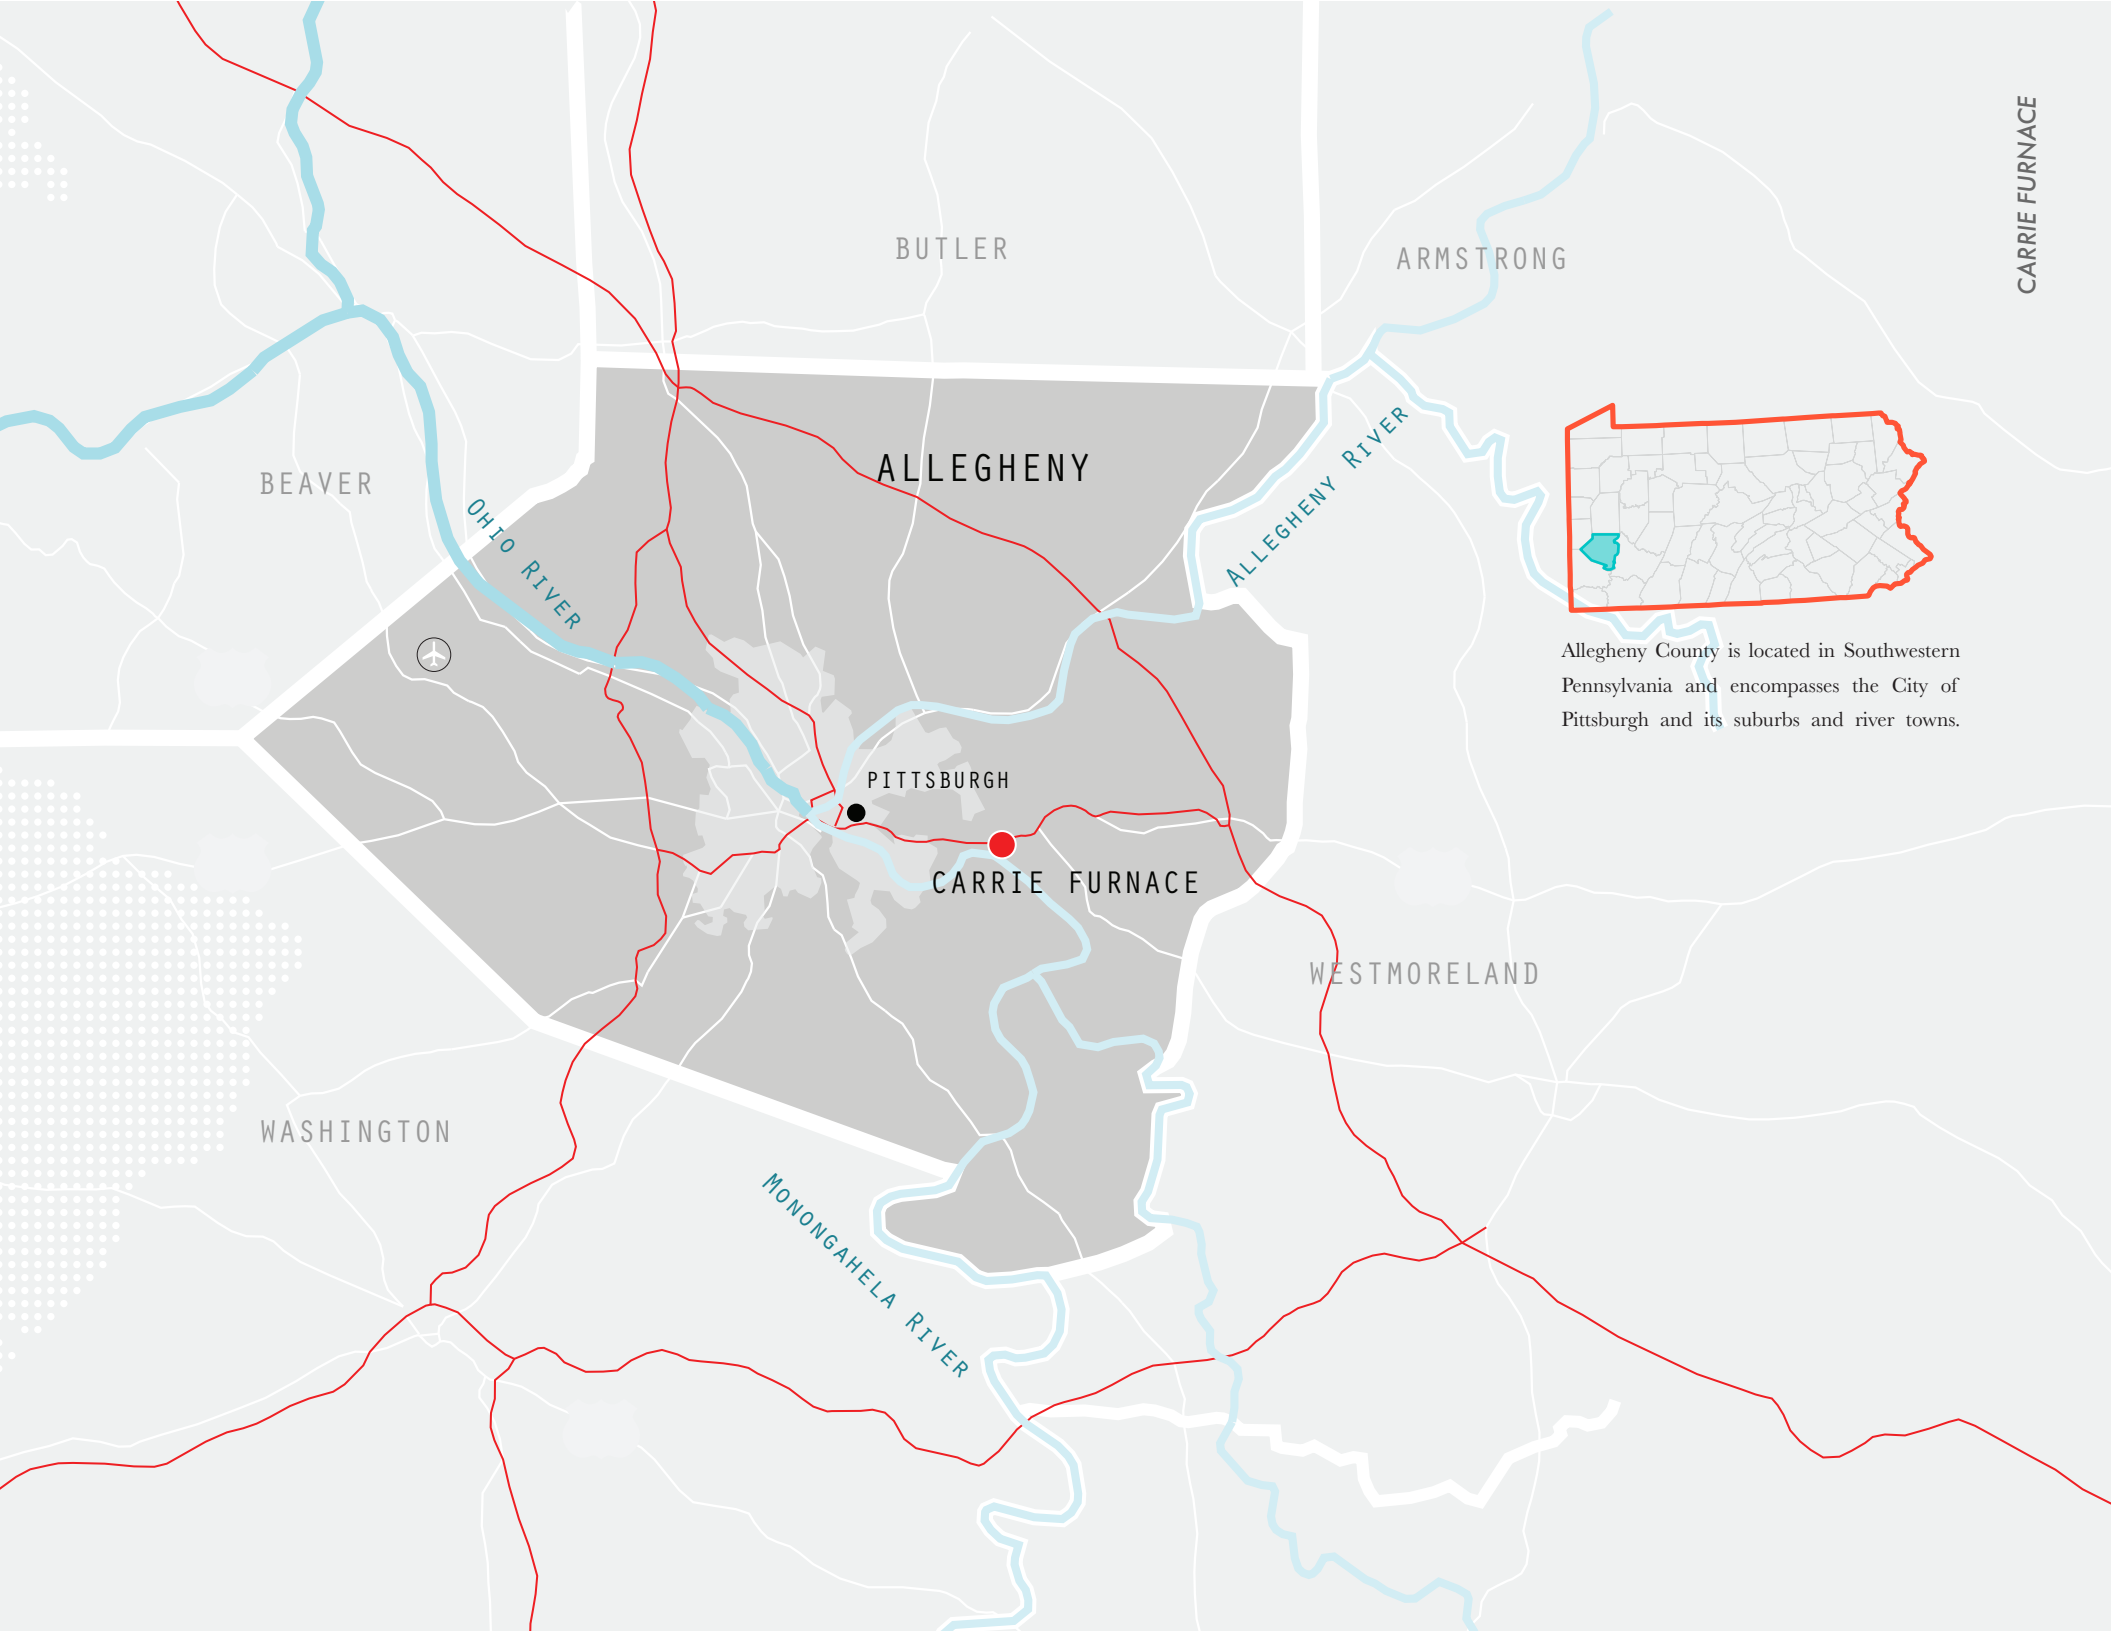 CARRIE FURNACE
BUTLER
ARMSTRONG
ALLEGHENY
BEAVER
OHIO RIVER
ALLEGHENY RIVER
Allegheny County is located in Southwestern
Pennsylvania and encompasses the City of
Pittsburgh and its suburbs and river towns.
PITTSBURGH
CARRIE FURNACE
WESTMORELAND
WASHINGTON
MONONGAHELA RIVER